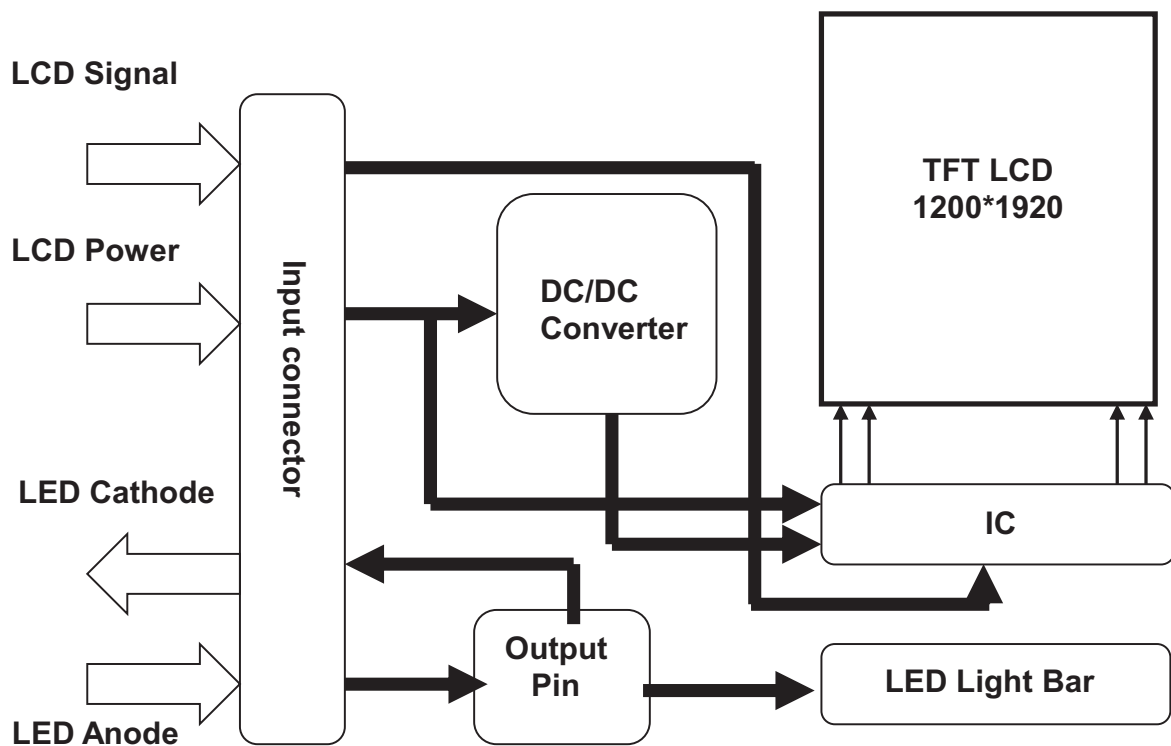 LCD Signal
LCD Power
LED Cathode
LED Anode
Input connector
DC/DC
Converter
Output
Pin
TFT LCD
1200*1920
IC
LED Light Bar